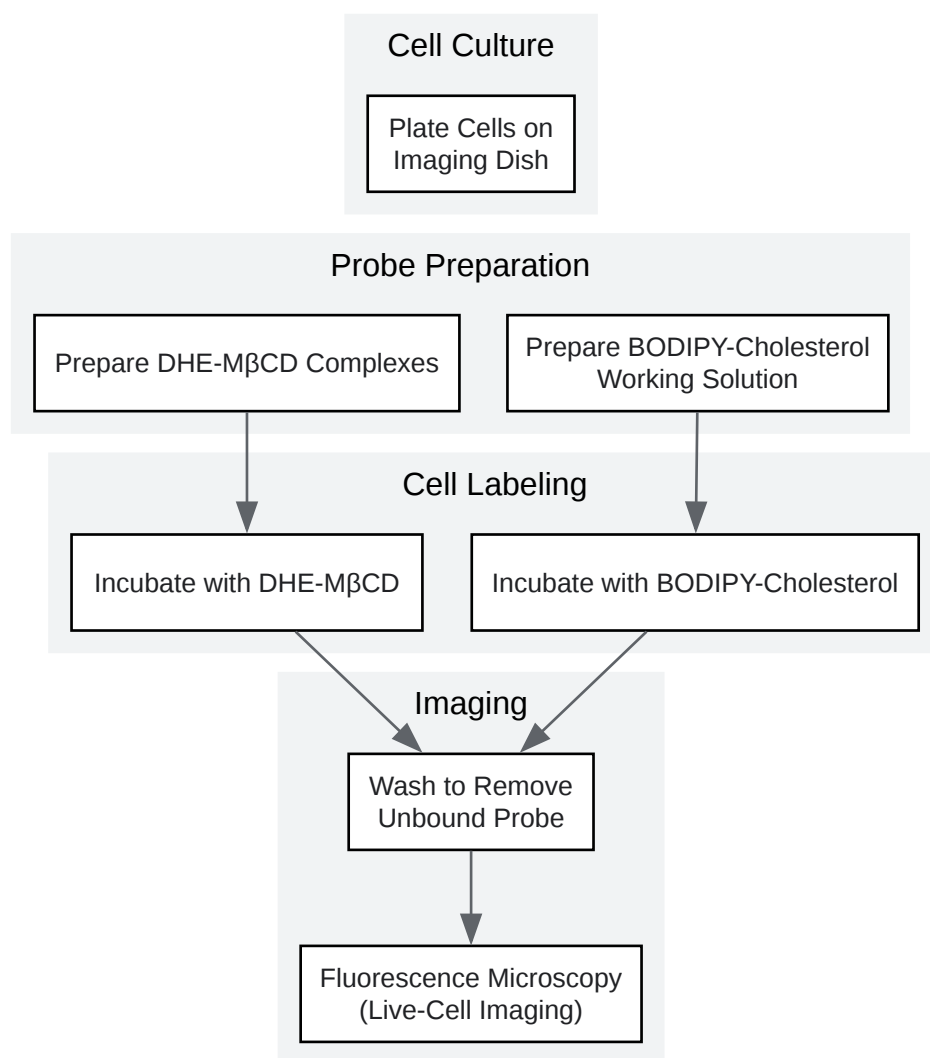 Cell Culture
Plate Cells on
Imaging Dish
Probe Preparation
Prepare DHE-MβCD Complexes
Prepare BODIPY-Cholesterol
Working Solution
Cell Labeling
Incubate with DHE-MβCD
Incubate with BODIPY-Cholesterol
Imaging
Wash to Remove
Unbound Probe
Fluorescence Microscopy
(Live-Cell Imaging)